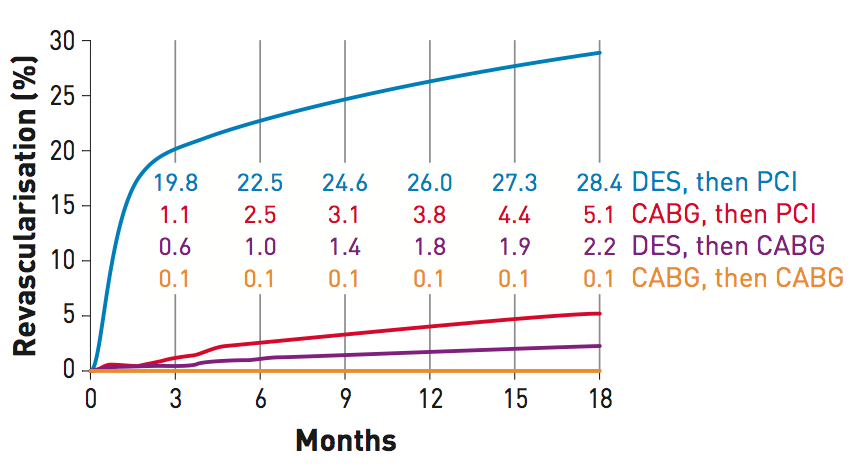 Revascularisation (%)
30
25
20
15
10
5
0
19.8 22.5 24.6 26.0 27.3 28.4 DES, then PCI
1.1 2.5 3.1 3.8 4.4 5.1 CABG, then PCI
0.6 1.0 1.4 1.8 1.9 2.2 DES, then CABG
0.1 0.1 0.1 0.1 0.1 0.1 CABG, then CABG
0 3 6 9 12 15 18
Months